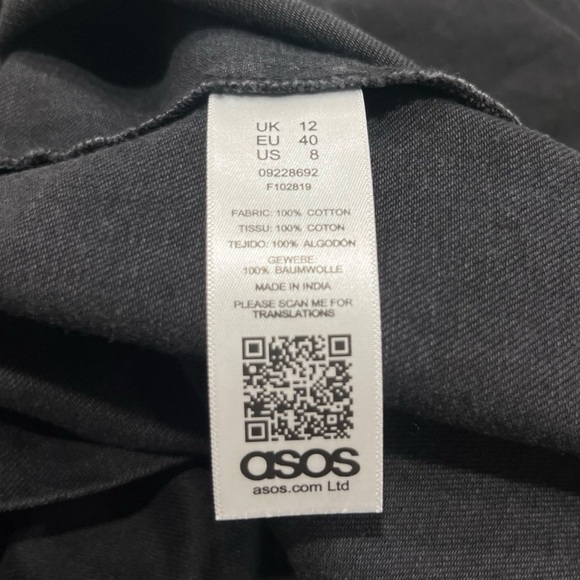 UK 12
EU 40
US 8
09228692
F102819
FABRIC: 100% COTTON
TISSU: 100% COTON
TEJIDO: 100% ALGODÓN
GEWEBE:
100% BAUMWOLLE
MADE IN INDIA
PLEASE SCAN ME FOR
TRANSLATIONS
asos
asos.com Ltd